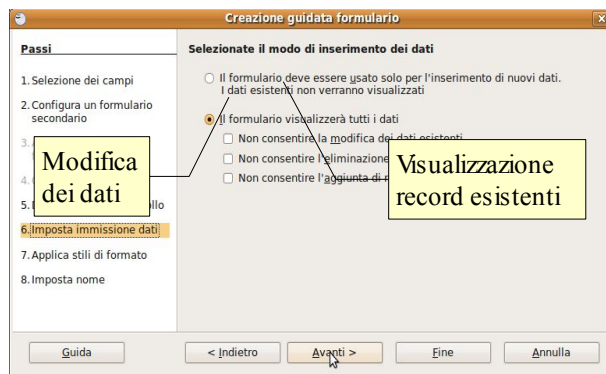 Creazione guidata formulario
Passi
1. Selezione dei campi
2. Configura un formulario
secondario
3.
4.
5.
llo
6. Imposta immissione dati
7. Applica stili di formato
8. Imposta nome
Selezionate il modo di inserimento dei dati
Il formulario deve essere usato solo per l'inserimento di nuovi dati.
I dati esistenti non verranno visualizzati
Il formulario visualizzerà tutti i dati
Non consentire la modifica dei dati esistenti
Non consentire l'eliminazione
Non consentire l'aggiunta di
Modifica
dei dati
Visualizzazione
record esistenti
Guida
< Indietro
Avanti >
Fine
Annulla